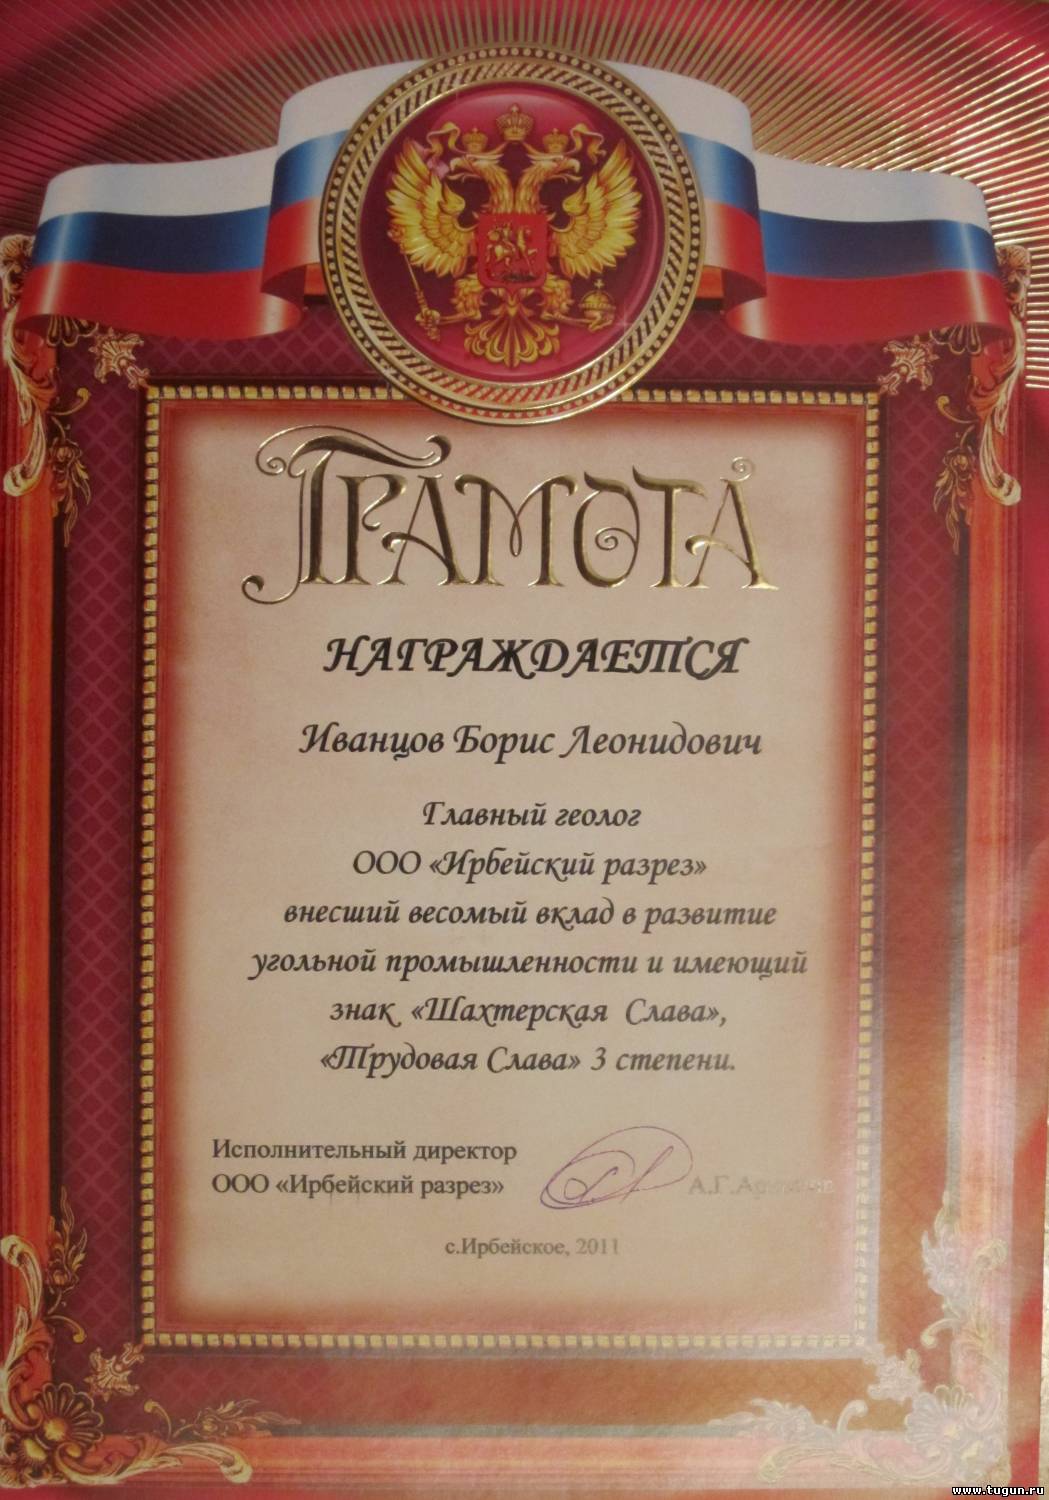 ГРАМОТА
НАГРАЖДАЕТСЯ
Иванцов Борис Леонидович
Главный геолог
ООО «Ирбейский разрез»
внесший весомый вклад в развитие
угольной промышленности и имеющий
знак «Шахтерская Слава»,
«Трудовая Слава» 3 степени.
Исполнительный директор
ООО «Ирбейский разрез» А.Г.
с.Ирбейское, 2011
www.tugun.ru